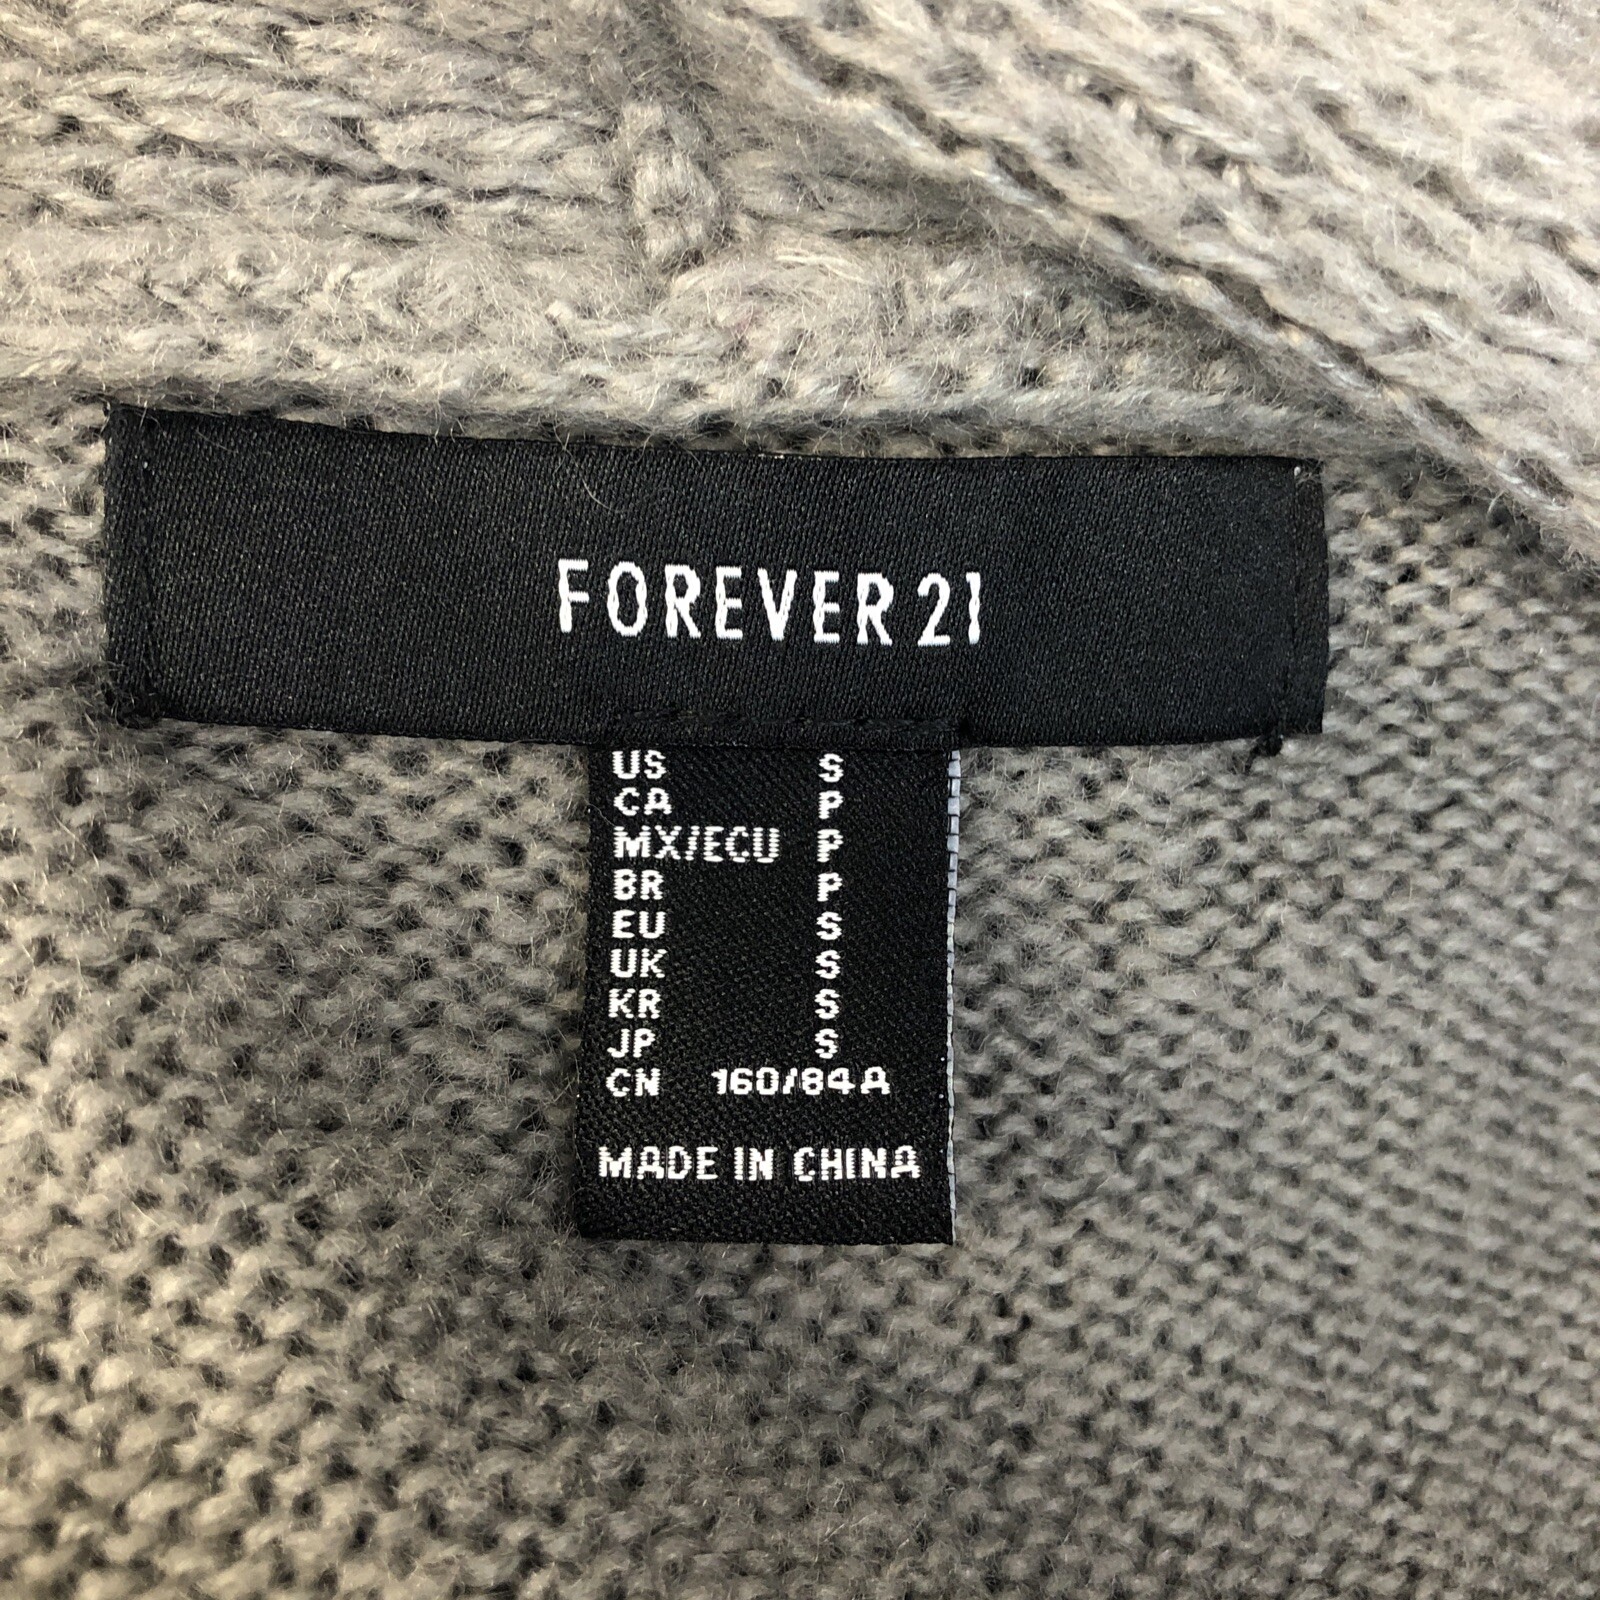 FOREVER 21
US S
CA P
MX/ECU P
BR P
EU S
UK S
KR S
JP S
CN 160/84A
MADE IN CHINA